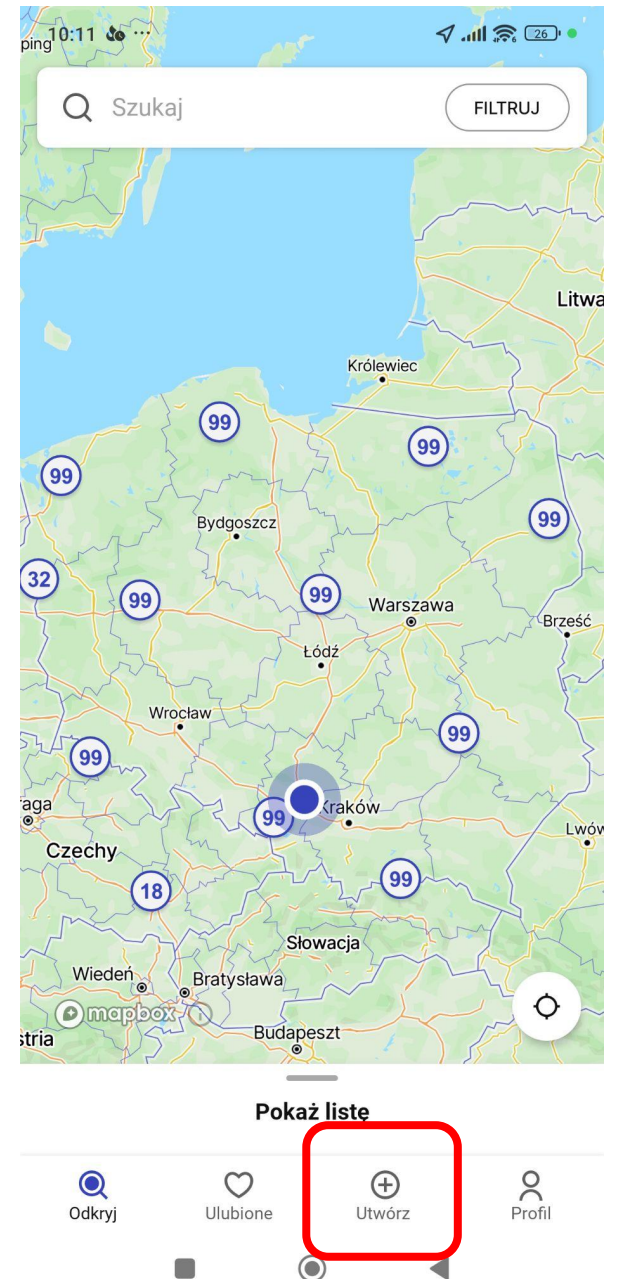 ping
10:11 ...
26
Szukaj
FILTRUJ
Litwa
Królewiec
99
99
99
Bydgoszcz
99
32
99
99
Warszawa
Brześć
Łódź
Wrocław
99
99
aga
99
Kraków
Lwów
Czechy
18
99
Słowacja
Wiedeń
Bratysława
mapbox
i
stria
Budapeszt
Pokaż listę
Odkryj
Ulubione
Utwórz
Profil